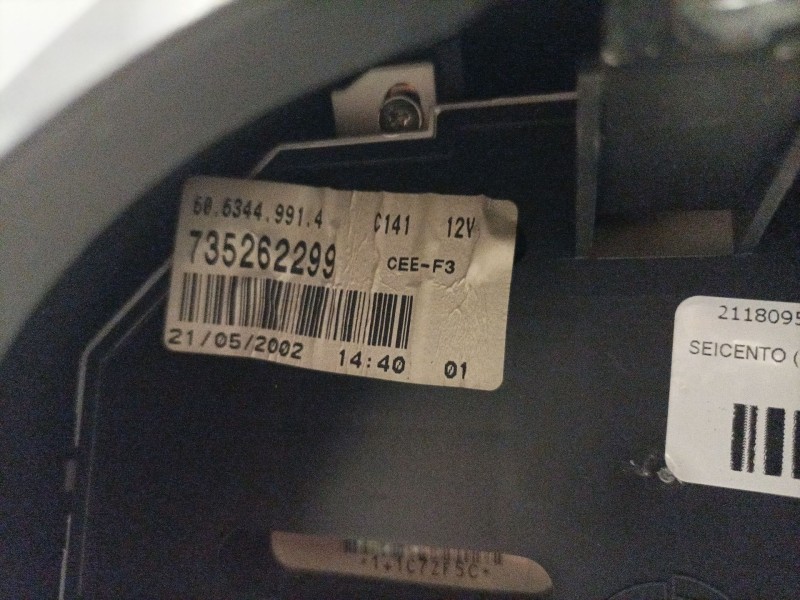 60.6344.991.4 C141 12V
735262299 CEE-F3
21/05/2002 14:40 01
2118095
SEICENTO (